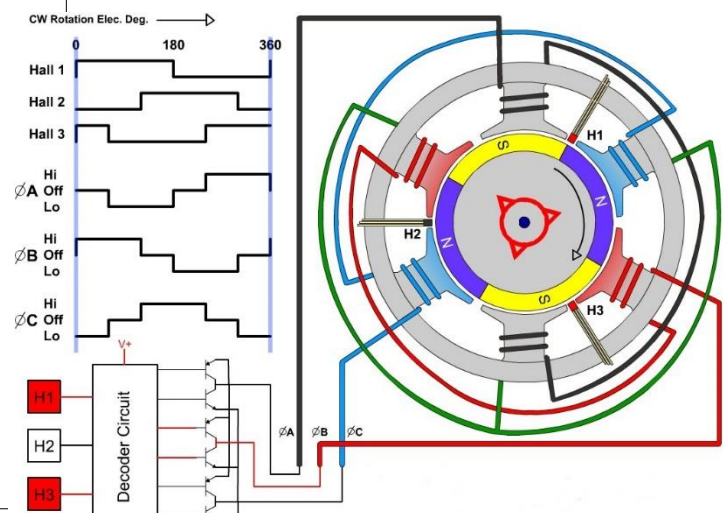 CW Rotation Elec. Deg.
0 180 360
Hall 1
Hall 2
Hall 3
Hi
ØA Off
Lo
Hi
ØB Off
Lo
Hi
ØC Off
Lo
V+
H1
H2
H3
Decoder Circuit
ØA ØB ØC
S
H1
N
H2
N
S
H3